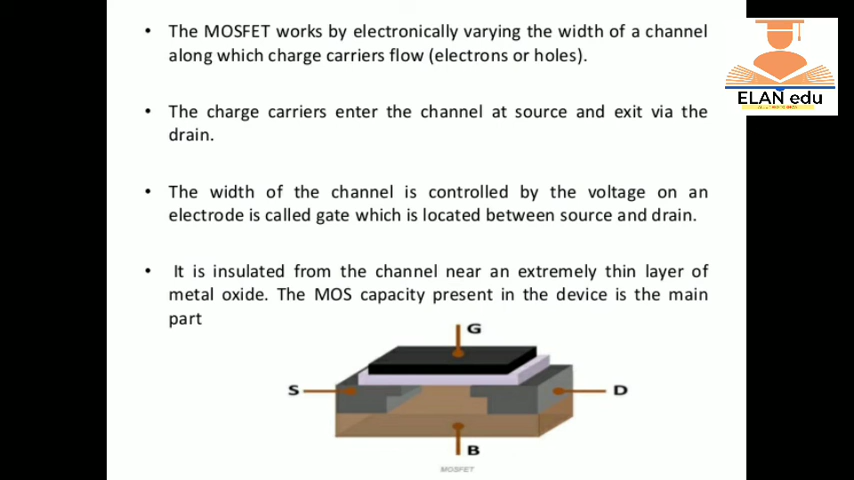 • The MOSFET works by electronically varying the width of a channel
along which charge carriers flow (electrons or holes).
• The charge carriers enter the channel at source and exit via the
drain.
• The width of the channel is controlled by the voltage on an
electrode is called gate which is located between source and drain.
• It is insulated from the channel near an extremely thin layer of
metal oxide. The MOS capacity present in the device is the main
part
G
S
D
B
MOSFET
ELAN edu